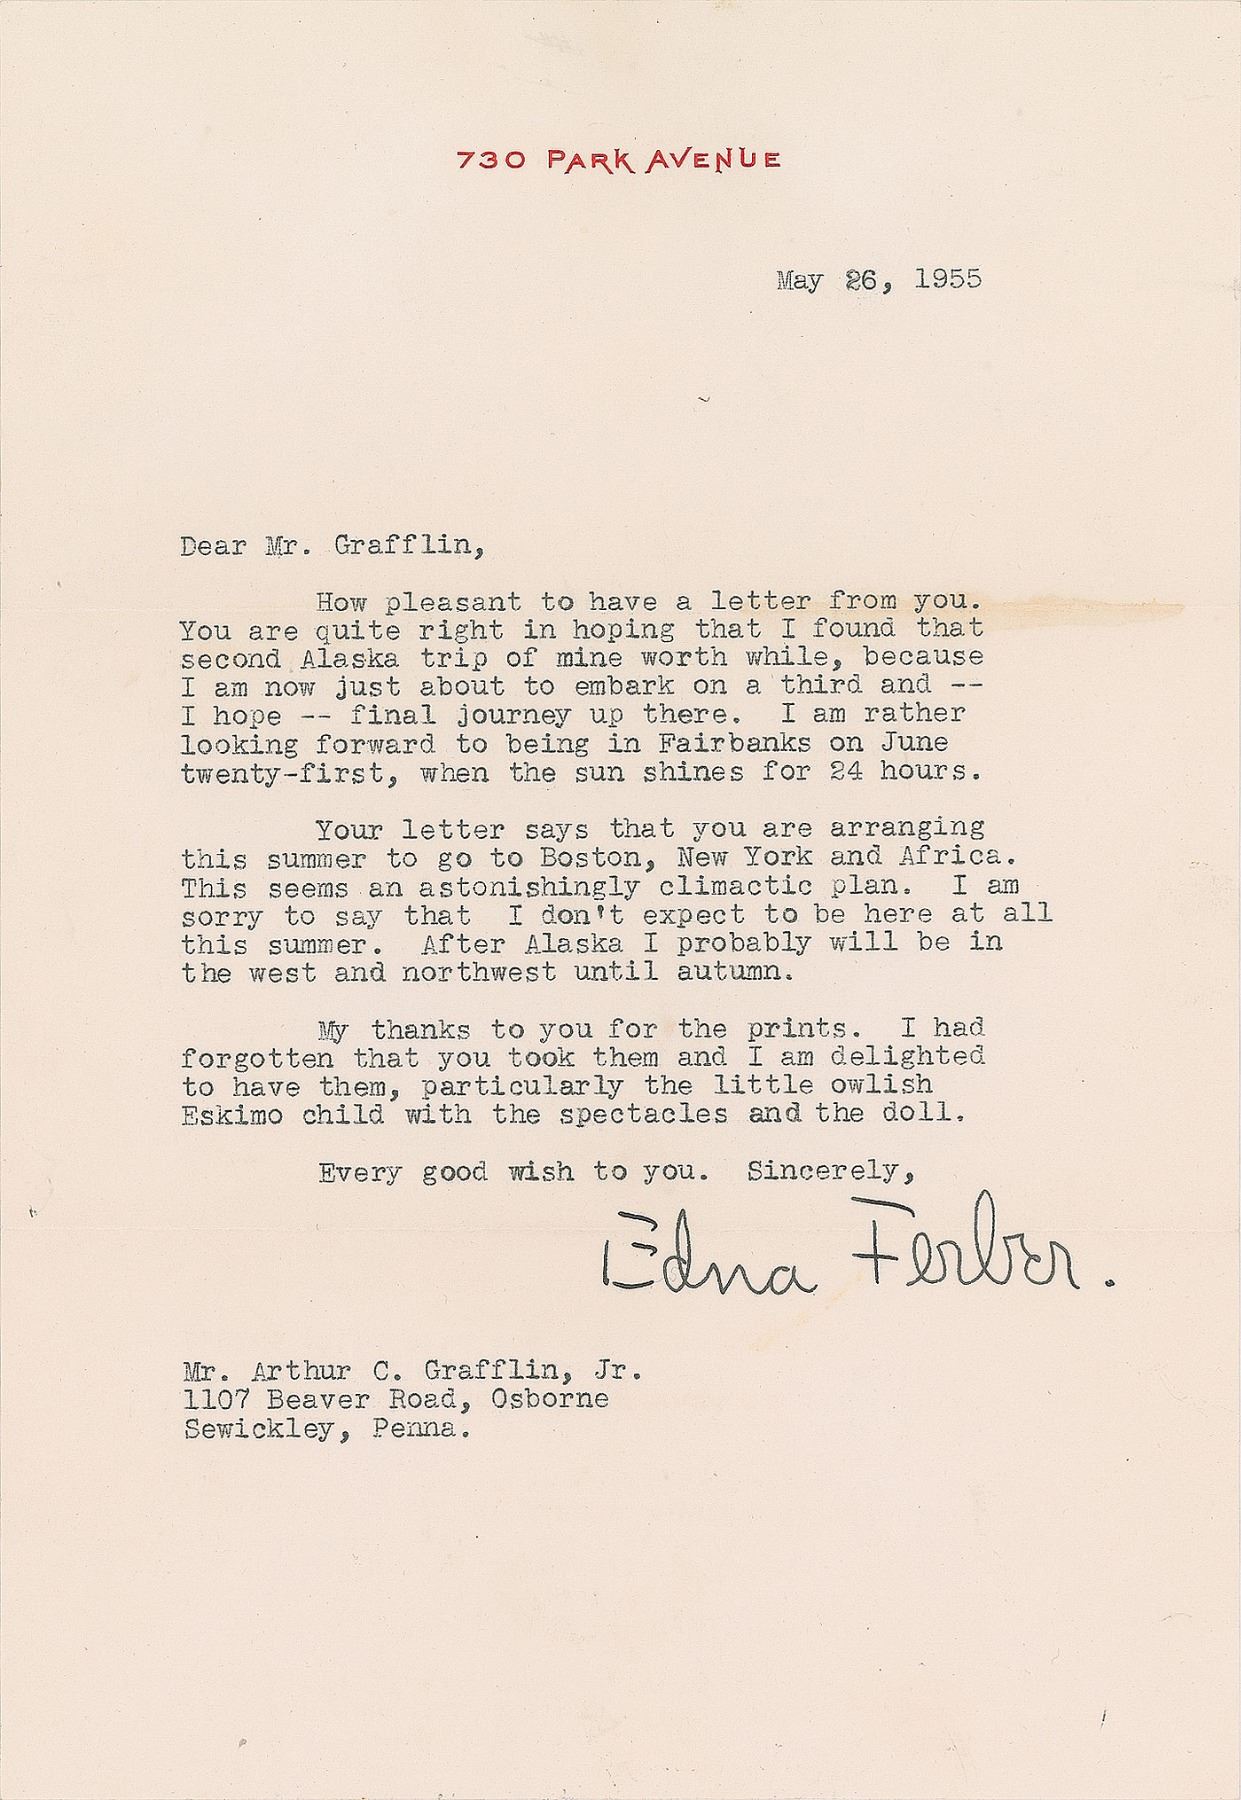 730 PARK AVENUE
May 26, 1955
Dear Mr. Grafflin,
How pleasant to have a letter from you.
You are quite right in hoping that I found that
second Alaska trip of mine worth while, because
I am now just about to embark on a third and --
I hope -- final journey up there. I am rather
looking forward to being in Fairbanks on June
twenty-first, when the sun shines for 24 hours.
Your letter says that you are arranging
this summer to go to Boston, New York and Africa.
This seems an astonishingly climactic plan. I am
sorry to say that I don't expect to be here at all
this summer. After Alaska I probably will be in
the west and northwest until autumn.
My thanks to you for the prints. I had
forgotten that you took them and I am delighted
to have them, particularly the little owlish
Eskimo child with the spectacles and the doll.
Every good wish to you. Sincerely,
Edna Ferber.
Mr. Arthur C. Grafflin, Jr.
1107 Beaver Road, Osborne
Sewickley, Penna.